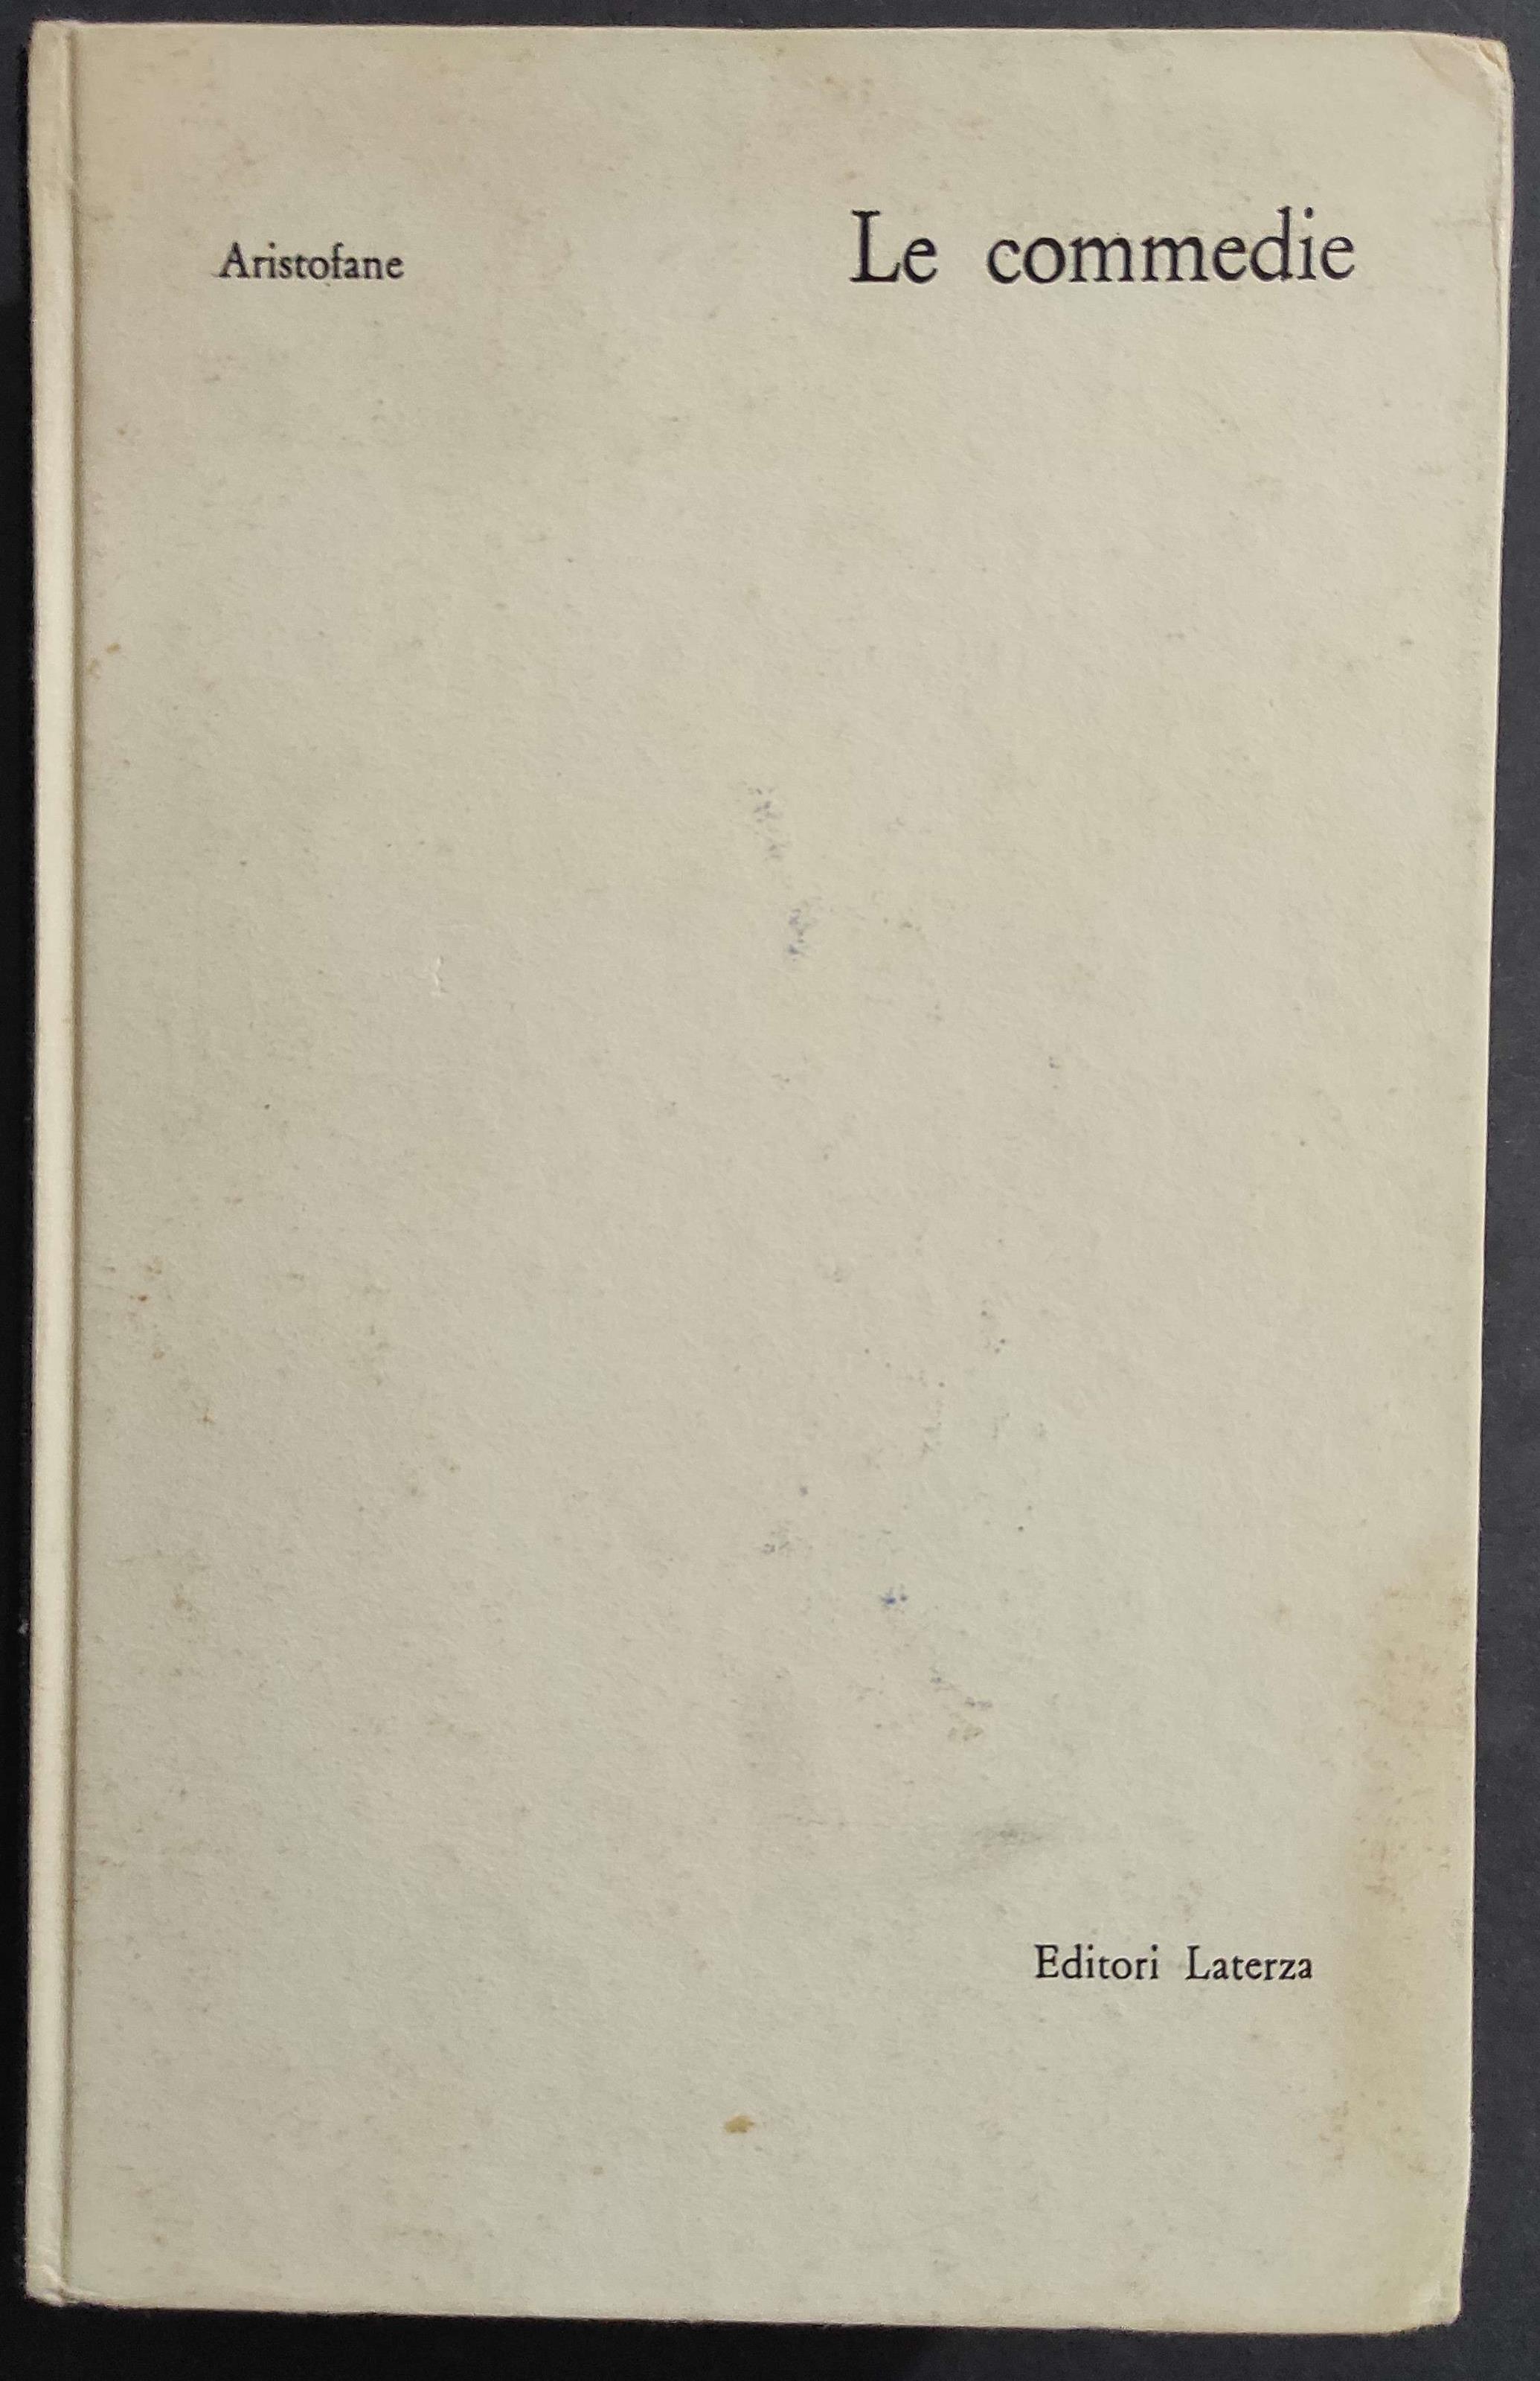 Aristofane
Le commedie
Editori Laterza